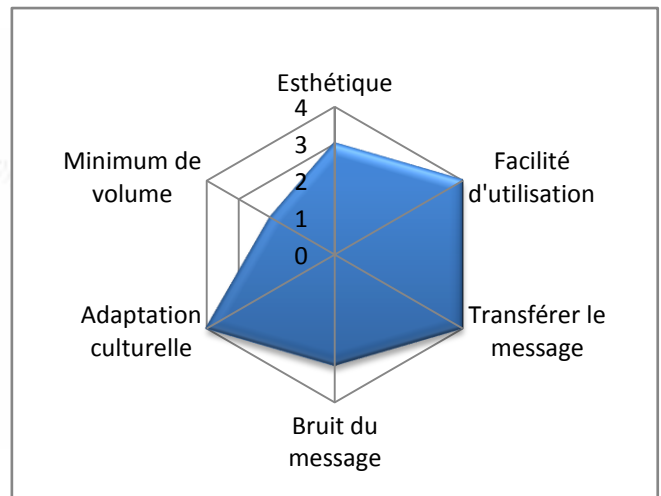 Esthétique
4
3
2
1
0
Facilité
d'utilisation
Transférer le
message
Bruit du
message
Adaptation
culturelle
Minimum de
volume